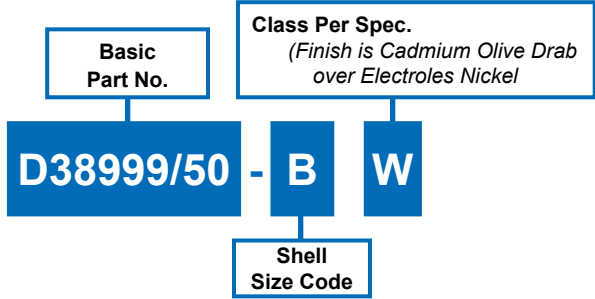 Basic
Part No.
Class Per Spec.
(Finish is Cadmium Olive Drab
over Electroles Nickel
D38999/50 - B W
Shell
Size Code